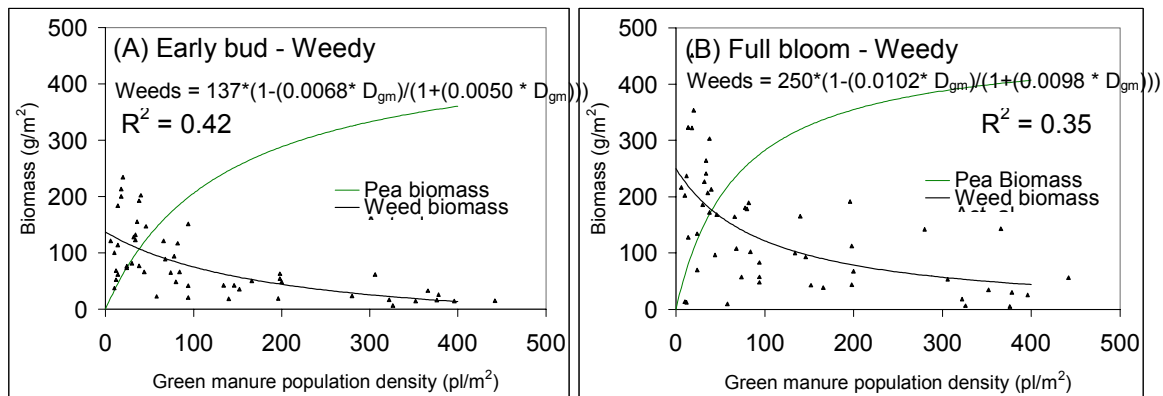 (A) Early bud - Weedy
Weeds = 137*(1-(0.0068* Dgm)/(1+(0.0050 * Dgm)))
R² = 0.42
500
400
300
200
100
0
Biomass (g/m²)
Pea biomass
Weed biomass
0 100 200 300 400 500
Green manure population density (pl/m²)
(B) Full bloom - Weedy
Weeds = 250*(1-(0.0102* Dgm)/(1+(0.0098 * Dgm)))
R² = 0.35
500
400
300
200
100
0
Biomass (g/m²)
Pea Biomass
Weed biomass
0 100 200 300 400 500
Green manure population density (pl/m²)